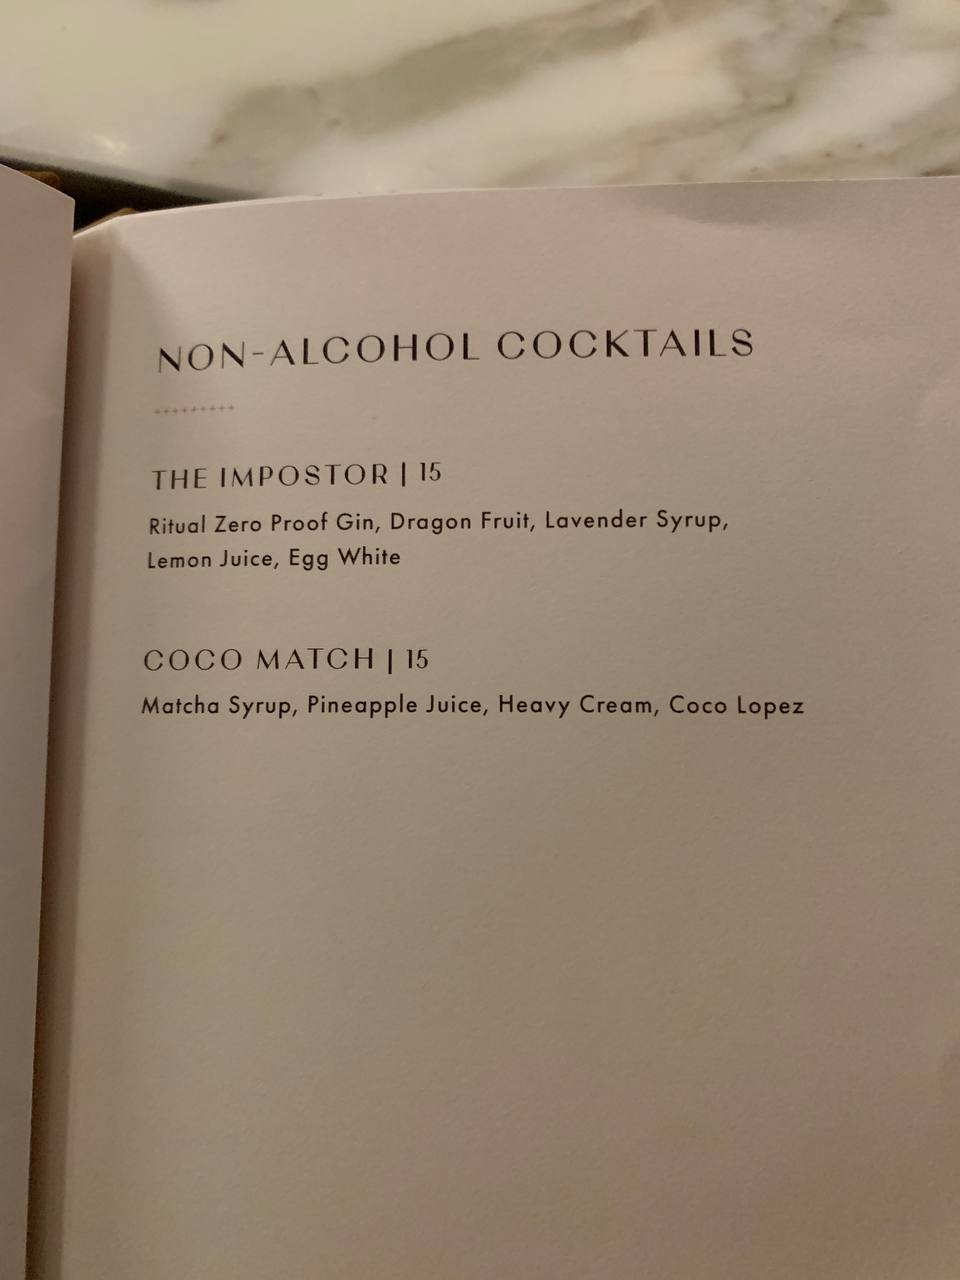 NON-ALCOHOL COCKTAILS
+++++++++
THE IMPOSTOR | 15
Ritual Zero Proof Gin, Dragon Fruit, Lavender Syrup,
Lemon Juice, Egg White
COCO MATCH | 15
Matcha Syrup, Pineapple Juice, Heavy Cream, Coco Lopez